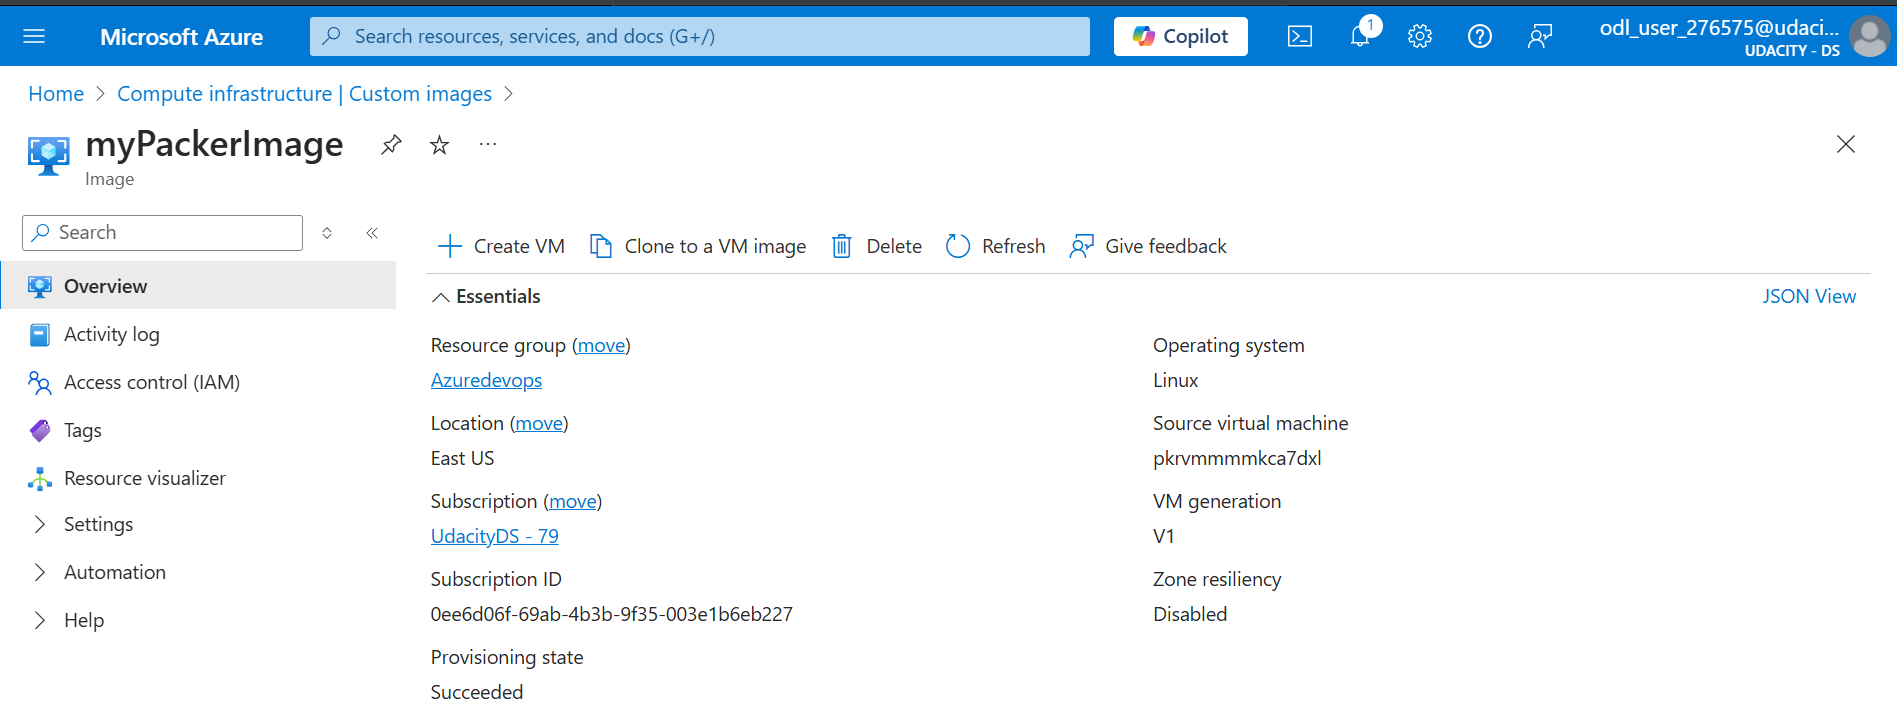 Microsoft Azure
Search resources, services, and docs (G+/)
Copilot
1
odl_user_276575@udaci...
UDACITY - DS
Home > Compute infrastructure | Custom images >
myPackerImage
...
Image
Search
Overview
Activity log
Access control (IAM)
Tags
Resource visualizer
Settings
Automation
Help
Create VM
Clone to a VM image
Delete
Refresh
Give feedback
Essentials
JSON View
Resource group (move)
Azuredevops
Location (move)
East US
Subscription (move)
UdacityDS - 79
Subscription ID
0ee6d06f-69ab-4b3b-9f35-003e1b6eb227
Provisioning state
Succeeded
Operating system
Linux
Source virtual machine
pkrvmmmmkca7dxl
VM generation
V1
Zone resiliency
Disabled